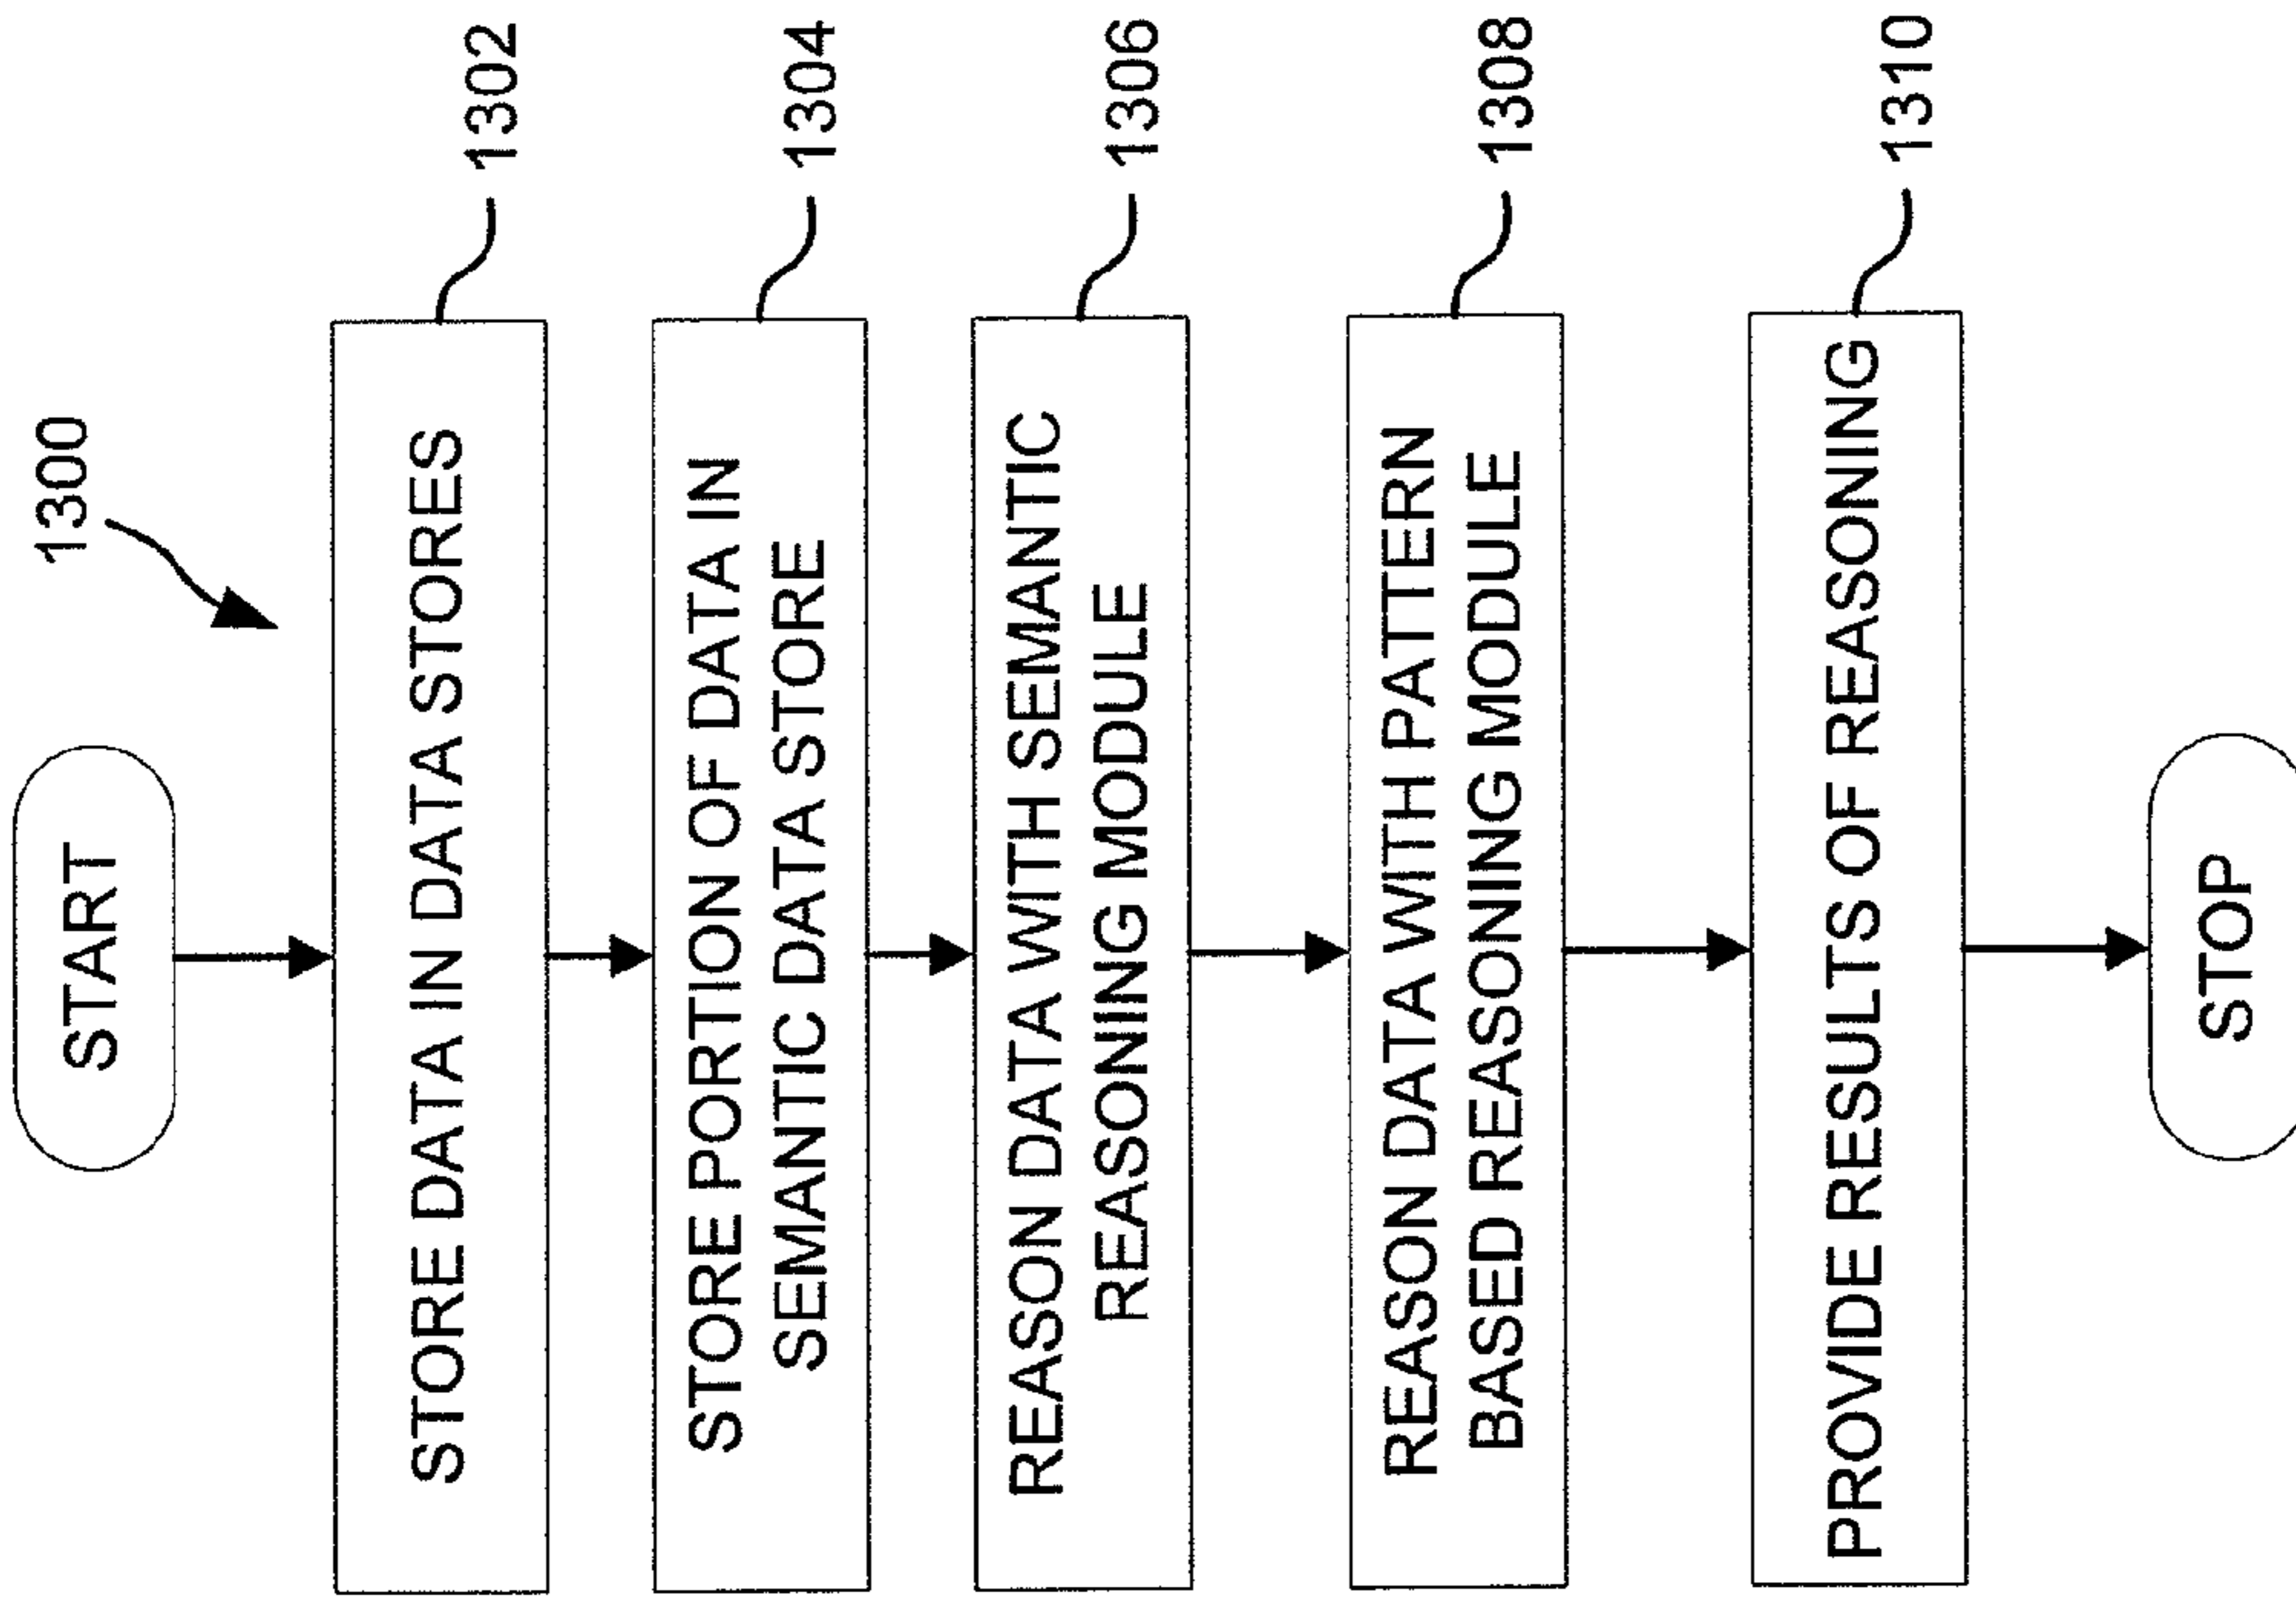 1300
START
STORE DATA IN DATA STORES
1302
STORE PORTION OF DATA IN
SEMANTIC DATA STORE
1304
REASON DATA WITH SEMANTIC
REASONING MODULE
1306
REASON DATA WITH PATTERN
BASED REASONING MODULE
1308
PROVIDE RESULTS OF REASONING
1310
STOP